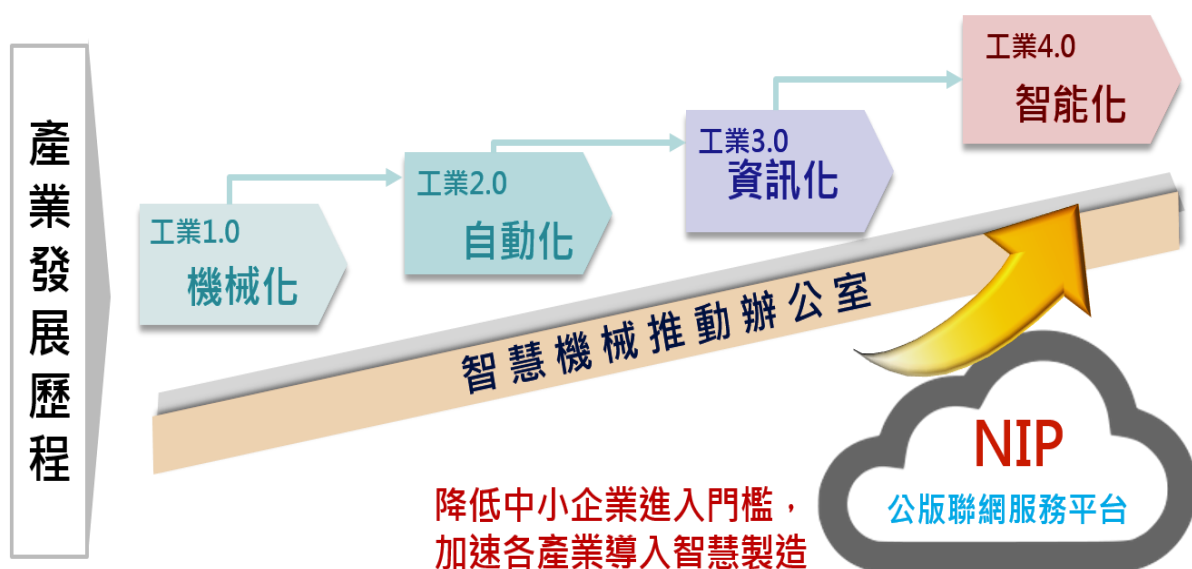 產業發展歷程
工業1.0
機械化
工業2.0
自動化
工業3.0
資訊化
工業4.0
智能化
智慧機械推動辦公室
NIP
公版聯網服務平台
降低中小企業進入門檻，
加速各產業導入智慧製造